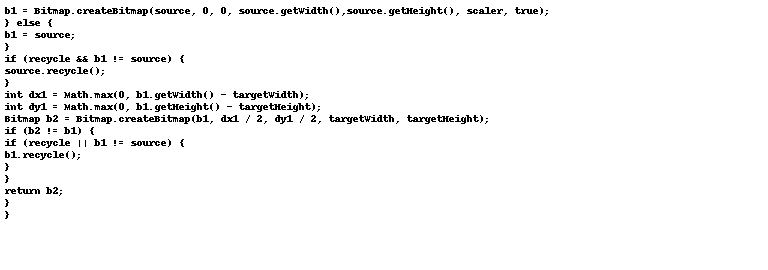 b1 = Bitmap.createBitmap(source, 0, 0, source.getWidth(),source.getHeight(), scaler, true);
} else {
b1 = source;
}
if (recycle && b1 != source) {
source.recycle();
}
int dx1 = Math.max(0, b1.getWidth() - targetWidth);
int dy1 = Math.max(0, b1.getHeight() - targetHeight);
Bitmap b2 = Bitmap.createBitmap(b1, dx1 / 2, dy1 / 2, targetWidth, targetHeight);
if (b2 != b1) {
if (recycle || b1 != source) {
b1.recycle();
}
}
return b2;
}
}